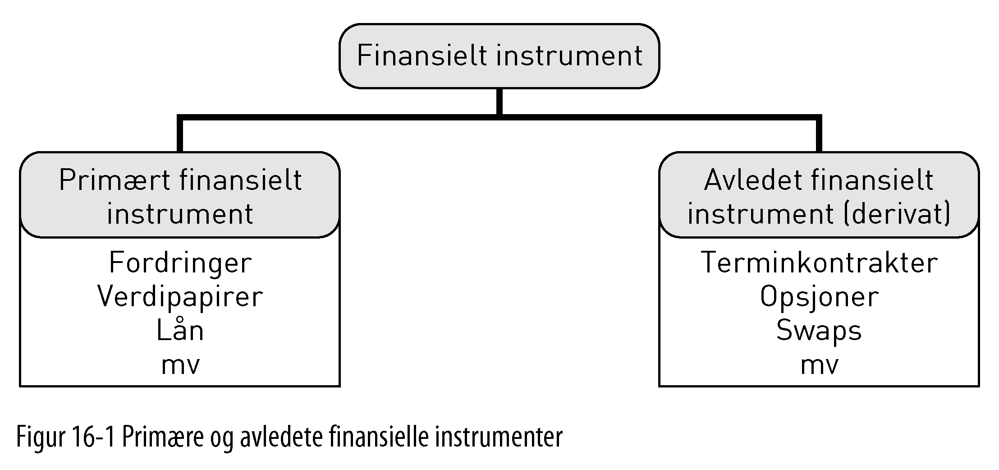 Finansielt instrument
Primært finansielt
instrument
Fordringer
Verdipapirer
Lån
mv
Avledet finansielt
instrument (derivat)
Terminkontrakter
Opsjoner
Swaps
mv
Figur 16-1 Primære og avledete finansielle instrumenter